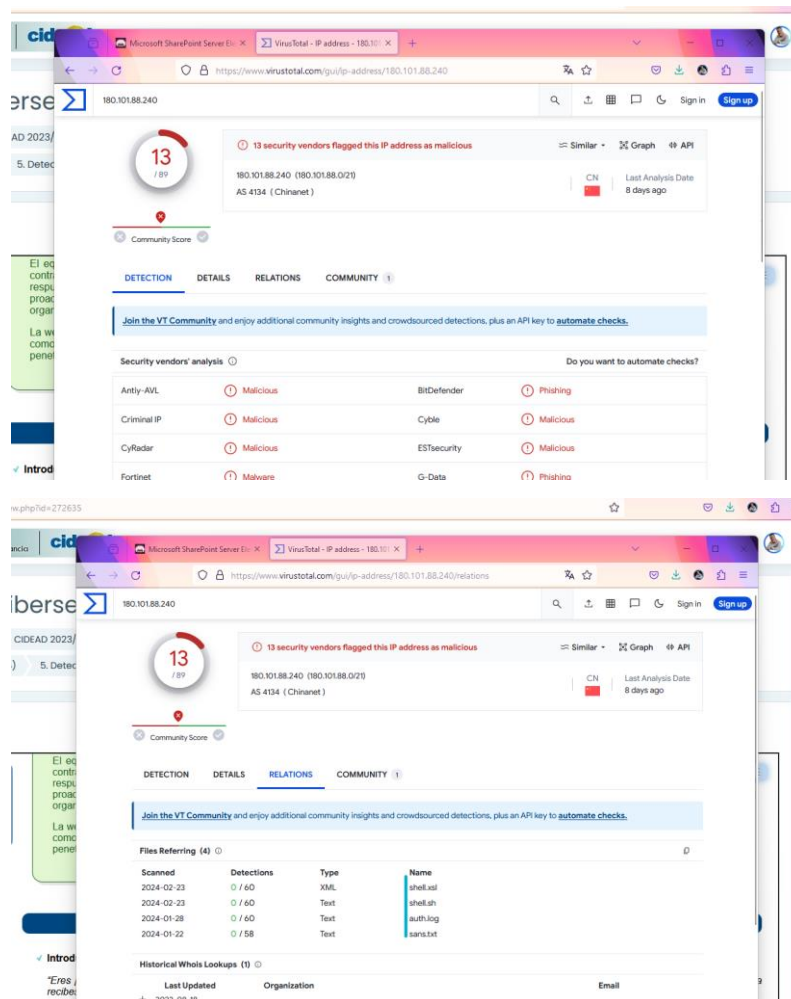 cid
Microsoft SharePoint Server Ele
VirusTotal - IP address - 180.101
https://www.virustotal.com/gui/ip-address/180.101.88.240
erse
180.101.88.240
Sign in
Sign up
AD 2023/
5. Detec
13
/ 89
13 security vendors flagged this IP address as malicious
Similar
Graph
API
180.101.88.240 (180.101.88.0/21)
AS 4134 ( Chinanet )
CN
Last Analysis Date
8 days ago
Community Score
El eq
contra
respu
proac
organ
La we
como
penet
DETECTION
DETAILS
RELATIONS
COMMUNITY 1
Join the VT Community and enjoy additional community insights and crowdsourced detections, plus an API key to automate checks.
Security vendors' analysis
Do you want to automate checks?
Antiy-AVL
Malicious
BitDefender
Phishing
Criminal IP
Malicious
Cyble
Malicious
CyRadar
Malicious
ESTsecurity
Malicious
Fortinet
Malware
G-Data
Phishing
Introd
w.php?id=272635
ancia
cid
Microsoft SharePoint Server Ele
VirusTotal - IP address - 180.101
https://www.virustotal.com/gui/ip-address/180.101.88.240/relations
iberse
180.101.88.240
Sign in
Sign up
CIDEAD 2023/
5. Detec
13
/ 89
13 security vendors flagged this IP address as malicious
Similar
Graph
API
180.101.88.240 (180.101.88.0/21)
AS 4134 ( Chinanet )
CN
Last Analysis Date
8 days ago
Community Score
El eq
contra
respu
proac
organ
La we
como
penet
DETECTION
DETAILS
RELATIONS
COMMUNITY 1
Join the VT Community and enjoy additional community insights and crowdsourced detections, plus an API key to automate checks.
Files Referring (4)
Scanned Detections Type Name
2024-02-23 0 / 60 XML shell.xsl
2024-02-23 0 / 60 Text shell.sh
2024-01-28 0 / 60 Text auth.log
2024-01-22 0 / 58 Text sans.txt
Historical Whois Lookups (1)
Last Updated Organization Email
Introd
"Eres
recibe